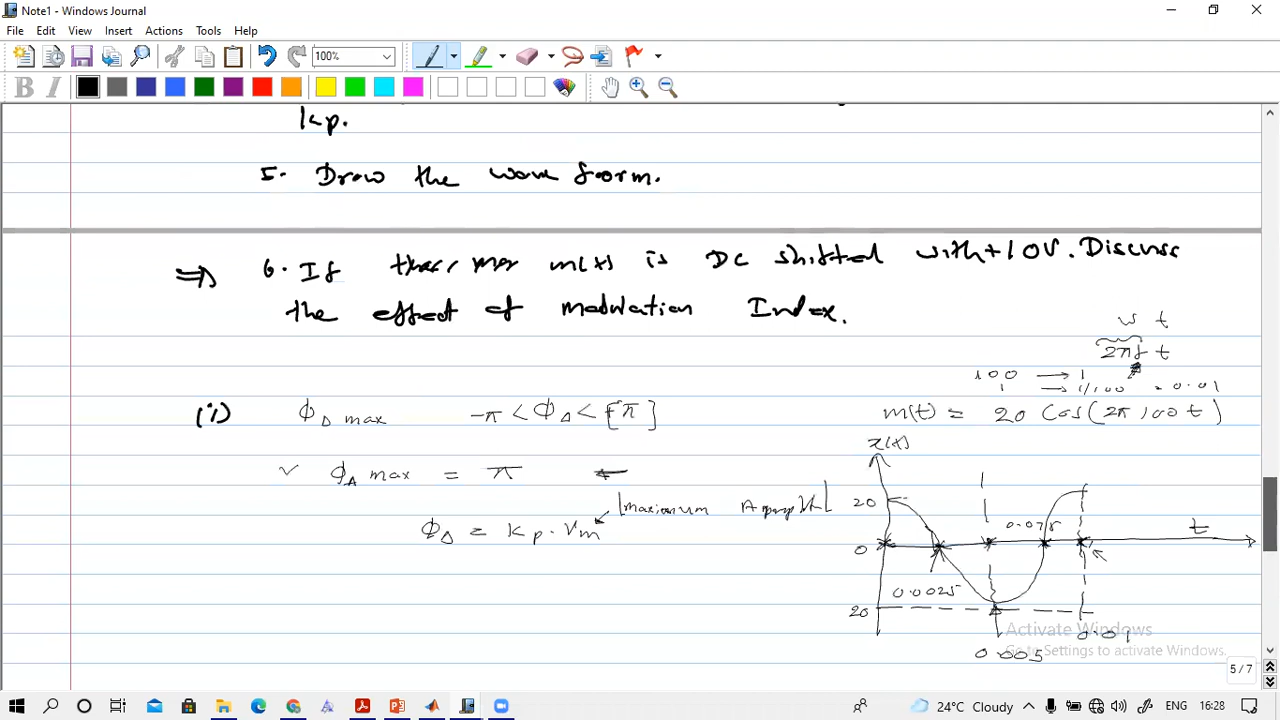 Note1 - Windows Journal
File Edit View Insert Actions Tools Help
100%
B I
Kp.
5. Draw the wave form.
⇒ 6. If the m(t) is DC shifted with +10V. Discuss
the effect of modulation Index.
w t
2πf t
100 → 1
1 → 1/100 = 0.01
(i) ΦΔ max -π < ΦΔ < [+π]
m(t) = 20 Cos(2π 100 t)
x(t)
ΦΔ max = π ←
20
|maximum
0.075
t
ΦΔ = Kp. Vm
0
0.0025
20
Activate Windows
0.01
Go to Settings to activate Windows.
0.005
5/7
24°C Cloudy ENG 16:28